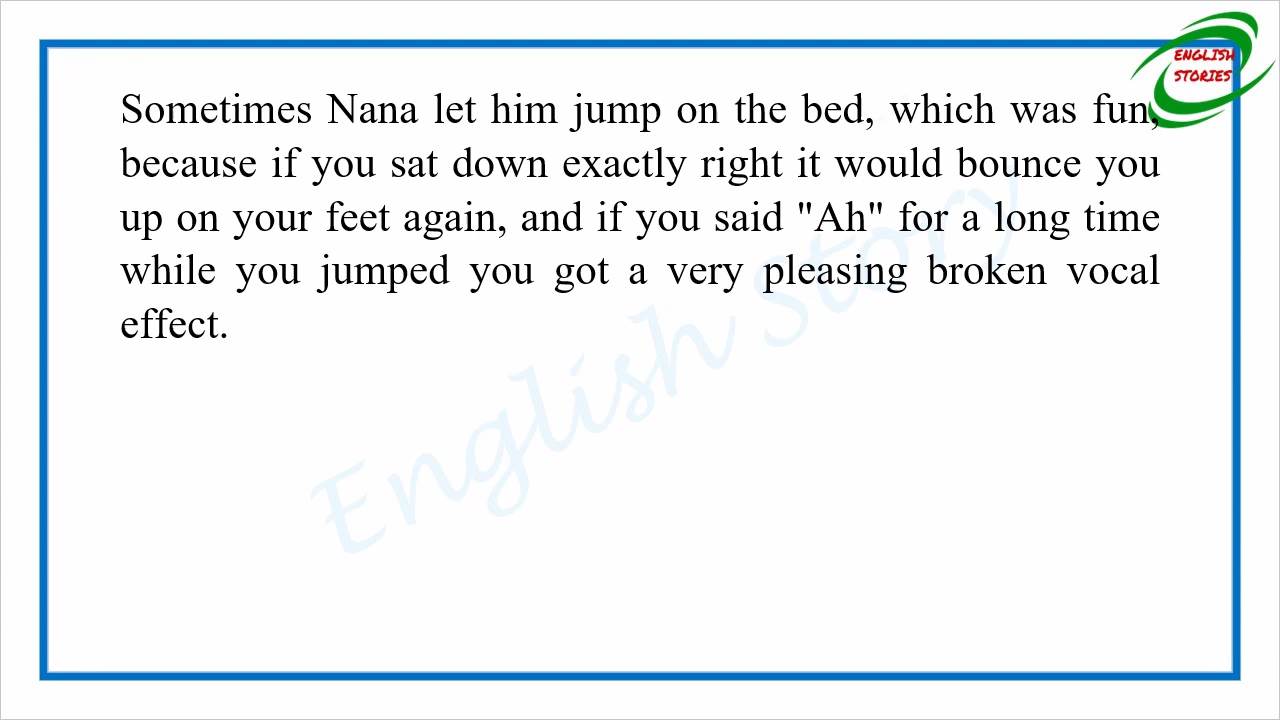 ENGLISH
STORIES
Sometimes Nana let him jump on the bed, which was fun,
because if you sat down exactly right it would bounce you
up on your feet again, and if you said "Ah" for a long time
while you jumped you got a very pleasing broken vocal
effect.
English Story